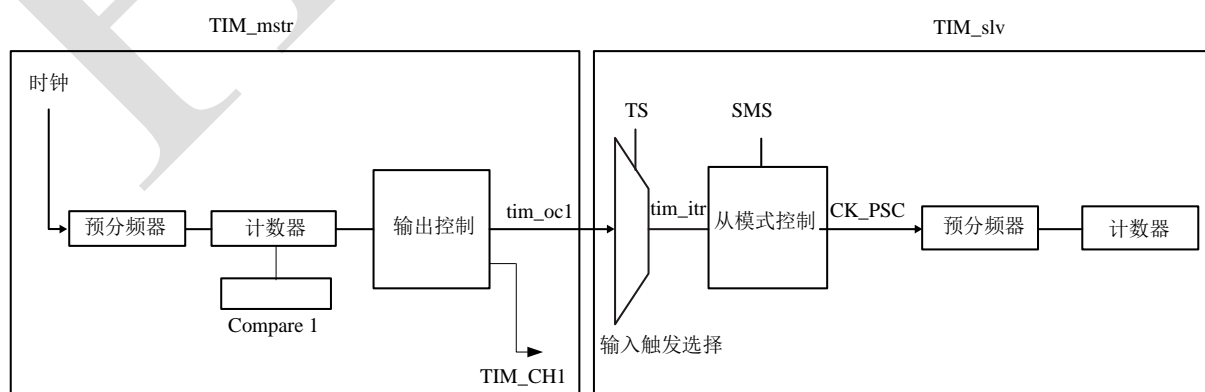 TIM_mstr
TIM_slv
时钟
TS
SMS
预分频器
计数器
输出控制
tim_oc1
tim_itr
从模式控制
CK_PSC
预分频器
计数器
Compare 1
TIM_CH1
输入触发选择